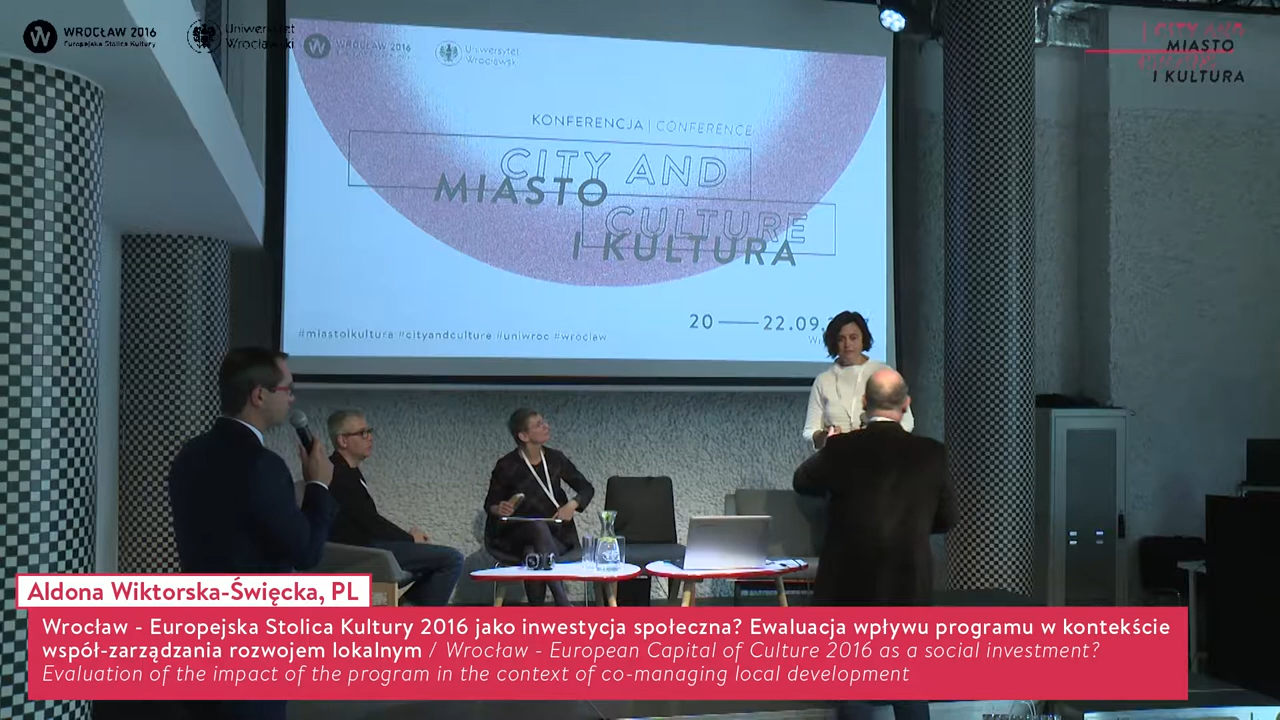 WROCŁAW 2016
Europejska Stolica Kultury
Uniwersytet
Wrocławski
CITY AND
MIASTO
I KULTURA
WROCŁAW 2016
Uniwersytet
Wrocławski
KONFERENCJA | CONFERENCE
CITY AND
MIASTO
CULTURE
I KULTURA
20 — 22.09.
#miastoIkultura #cityandculture #uniwroc #wroclaw
Aldona Wiktorska-Święcka, PL
Wrocław - Europejska Stolica Kultury 2016 jako inwestycja społeczna? Ewaluacja wpływu programu w kontekście
współ-zarządzania rozwojem lokalnym / Wrocław - European Capital of Culture 2016 as a social investment?
Evaluation of the impact of the program in the context of co-managing local development